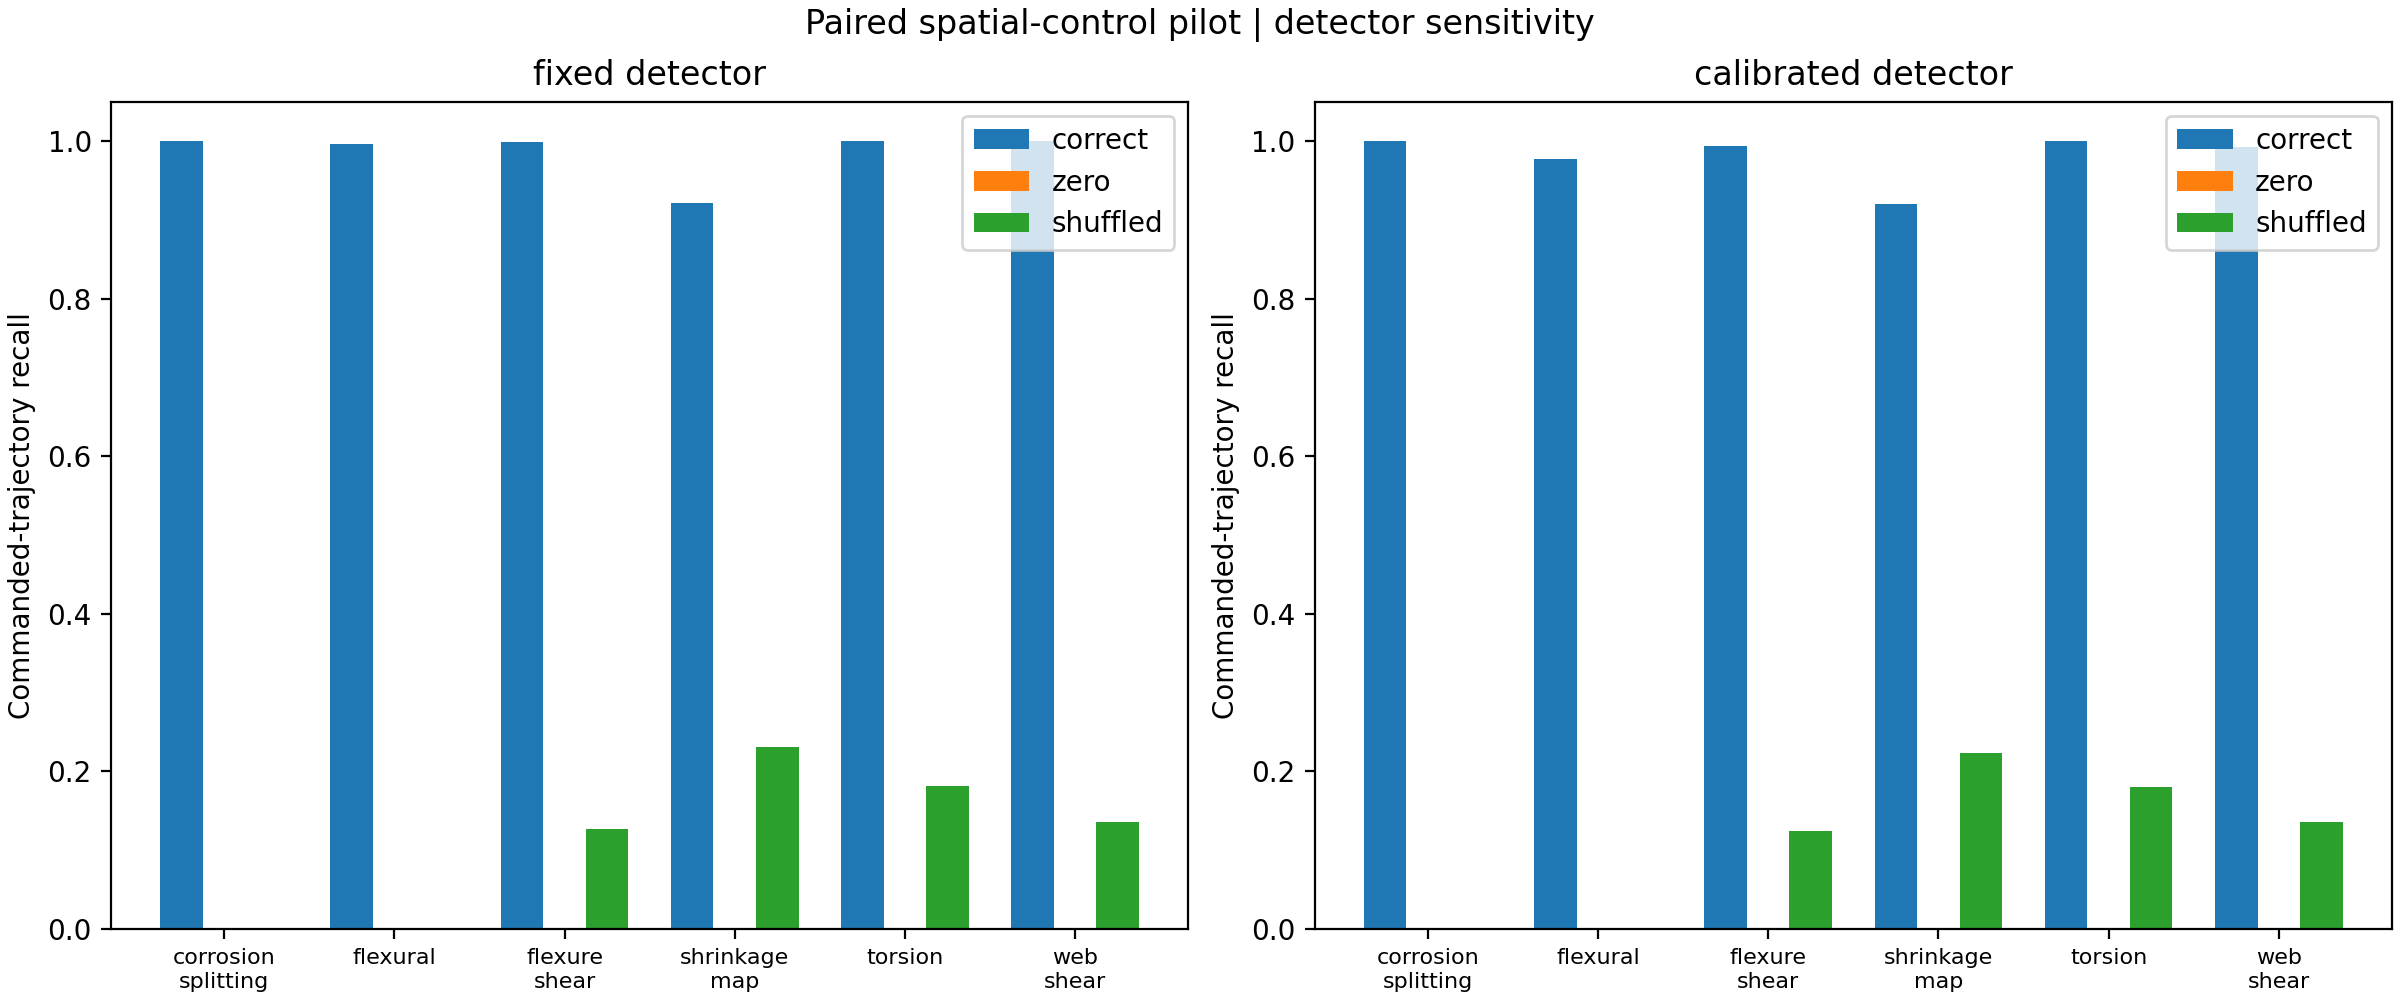 Paired spatial-control pilot | detector sensitivity
fixed detector
Commanded-trajectory recall
1.0
0.8
0.6
0.4
0.2
0.0
correct
zero
shuffled
corrosion
splitting
flexural
flexure
shear
shrinkage
map
torsion
web
shear
calibrated detector
Commanded-trajectory recall
1.0
0.8
0.6
0.4
0.2
0.0
correct
zero
shuffled
corrosion
splitting
flexural
flexure
shear
shrinkage
map
torsion
web
shear